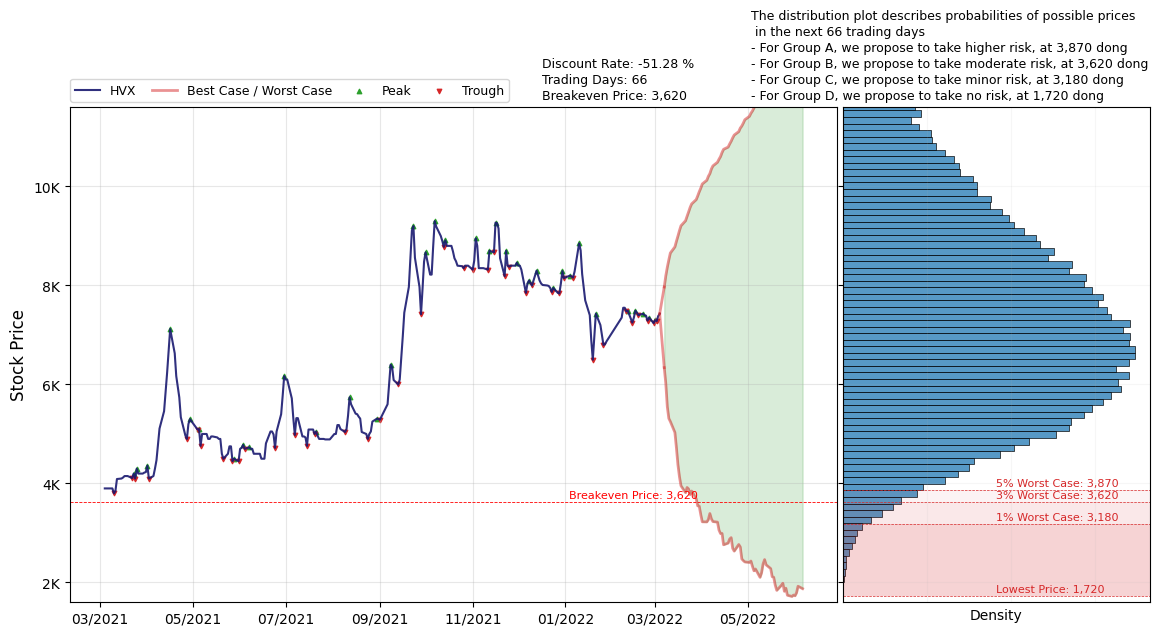 The distribution plot describes probabilities of possible prices
in the next 66 trading days
- For Group A, we propose to take higher risk, at 3,870 dong
- For Group B, we propose to take moderate risk, at 3,620 dong
- For Group C, we propose to take minor risk, at 3,180 dong
- For Group D, we propose to take no risk, at 1,720 dong
Discount Rate: -51.28 %
Trading Days: 66
Breakeven Price: 3,620
HVX Best Case / Worst Case Peak Trough
Stock Price
10K
8K
6K
4K
2K
Breakeven Price: 3,620
03/2021 05/2021 07/2021 09/2021 11/2021 01/2022 03/2022 05/2022
5% Worst Case: 3,870
3% Worst Case: 3,620
1% Worst Case: 3,180
Lowest Price: 1,720
Density